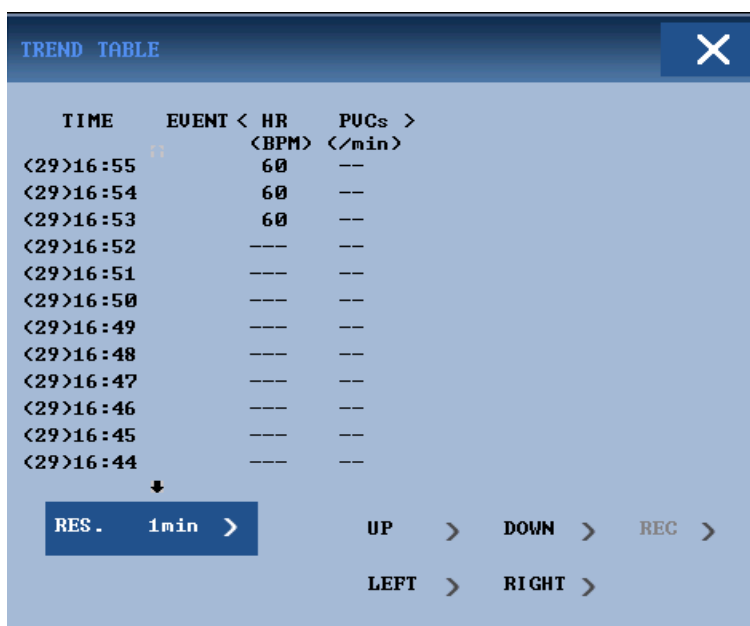 TREND TABLE
TIME EVENT < HR PVCs >
(BPM) (/min)
(29)16:55 60 --
(29)16:54 60 --
(29)16:53 60 --
(29)16:52 --- --
(29)16:51 --- --
(29)16:50 --- --
(29)16:49 --- --
(29)16:48 --- --
(29)16:47 --- --
(29)16:46 --- --
(29)16:45 --- --
(29)16:44 --- --
RES. 1min > UP > DOWN > REC >
LEFT > RIGHT >